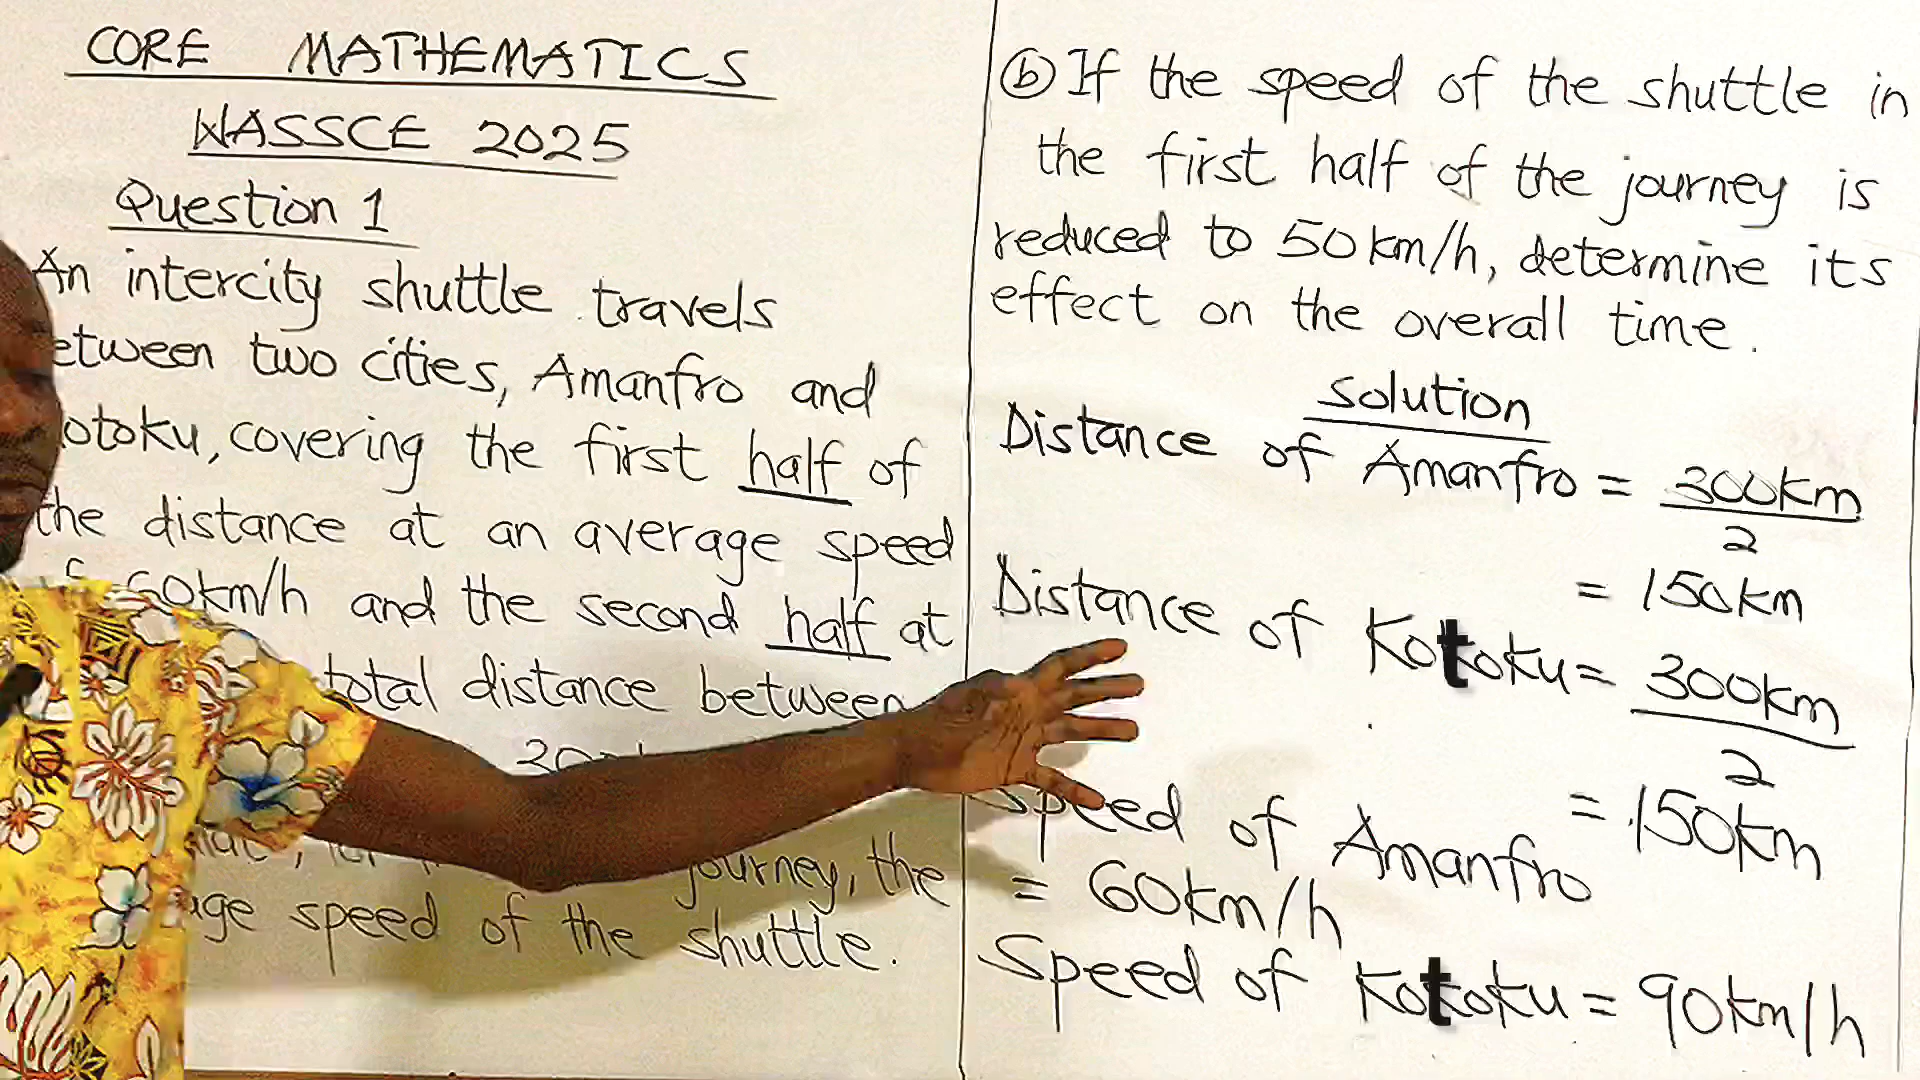 CORE MATHEMATICS
WASSCE 2025
Question 1
An intercity shuttle travels
etween two cities, Amanfro and
otoku, covering the first half of
the distance at an average speed
60km/h and the second half at
total distance between
journey, the
age speed of the shuttle.
(b) If the speed of the shuttle in
the first half of the journey is
reduced to 50km/h, determine its
effect on the overall time.
Solution
Distance of Amanfro = 300km
2
= 150km
Distance of Kotoku = 300km
2
= 150km
Speed of Amanfro
= 60km/h
Speed of Kotoku = 90km/h